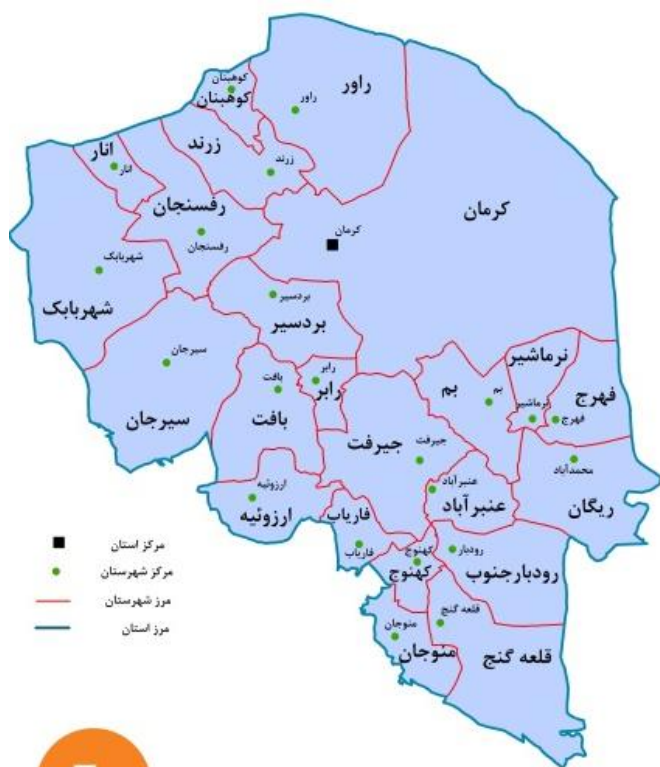 کوهبنان
کوهبنان
راور
راور
زرند
زرند
انار
انار
کرمان
کرمان
رفسنجان
رفسنجان
شهربابک
شهربابک
بردسیر
بردسیر
سیرجان
سیرجان
بافت
بافت
رابر
رابر
نرماشیر
نرماشیر
بم
بم
فهرج
فهرج
جیرفت
جیرفت
محمدآباد
ریگان
عنبرآباد
عنبرآباد
ارزوئیه
ارزوئیه
فاریاب
فاریاب
کهنوج
کهنوج
رودبار
رودبارجنوب
قلعه گنج
قلعه گنج
منوجان
منوجان
مرکز استان
مرکز شهرستان
مرز شهرستان
مرز استان